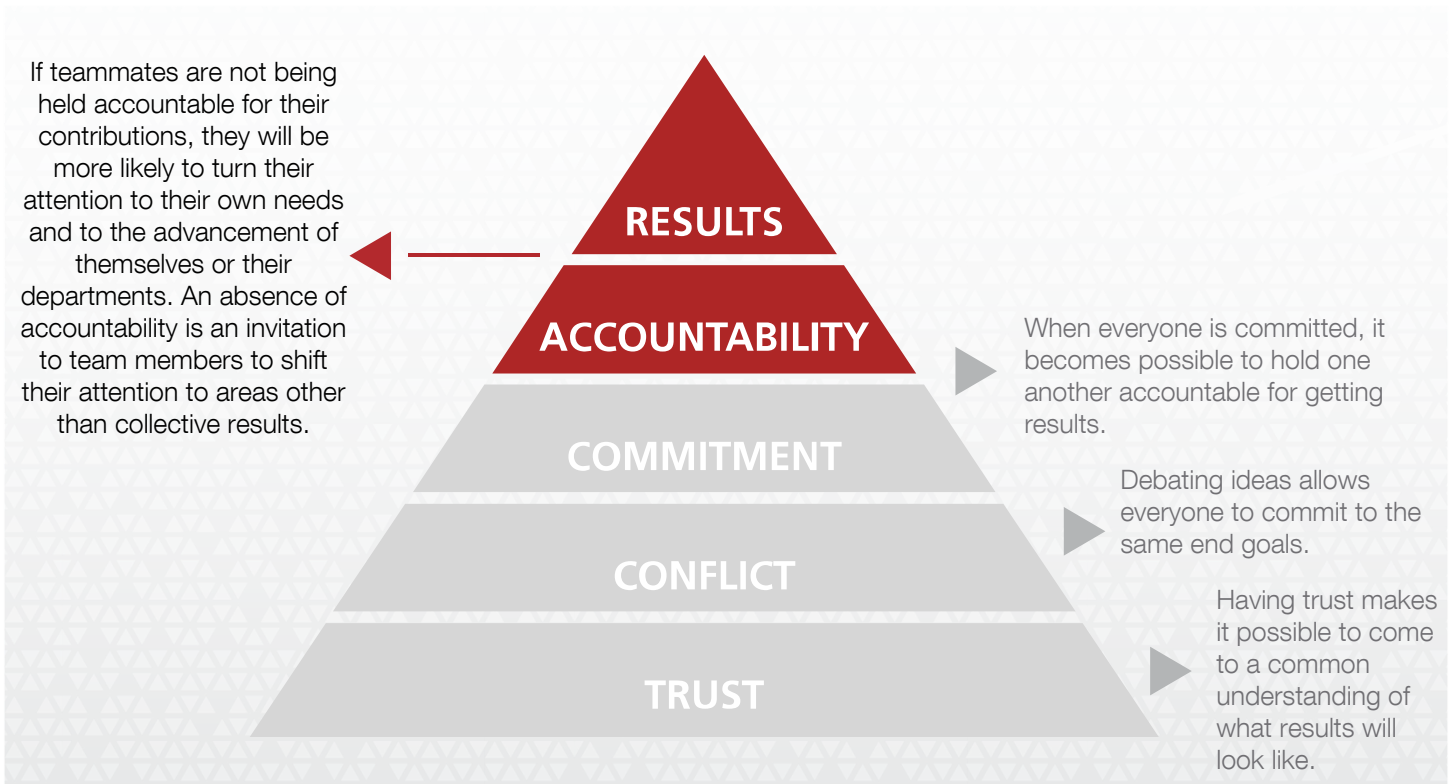 If teammates are not being
held accountable for their
contributions, they will be
more likely to turn their
attention to their own needs
and to the advancement of
themselves or their
departments. An absence of
accountability is an invitation
to team members to shift
their attention to areas other
than collective results.
RESULTS
ACCOUNTABILITY
COMMITMENT
CONFLICT
TRUST
When everyone is committed, it
becomes possible to hold one
another accountable for getting
results.
Debating ideas allows
everyone to commit to the
same end goals.
Having trust makes
it possible to come
to a common
understanding of
what results will
look like.